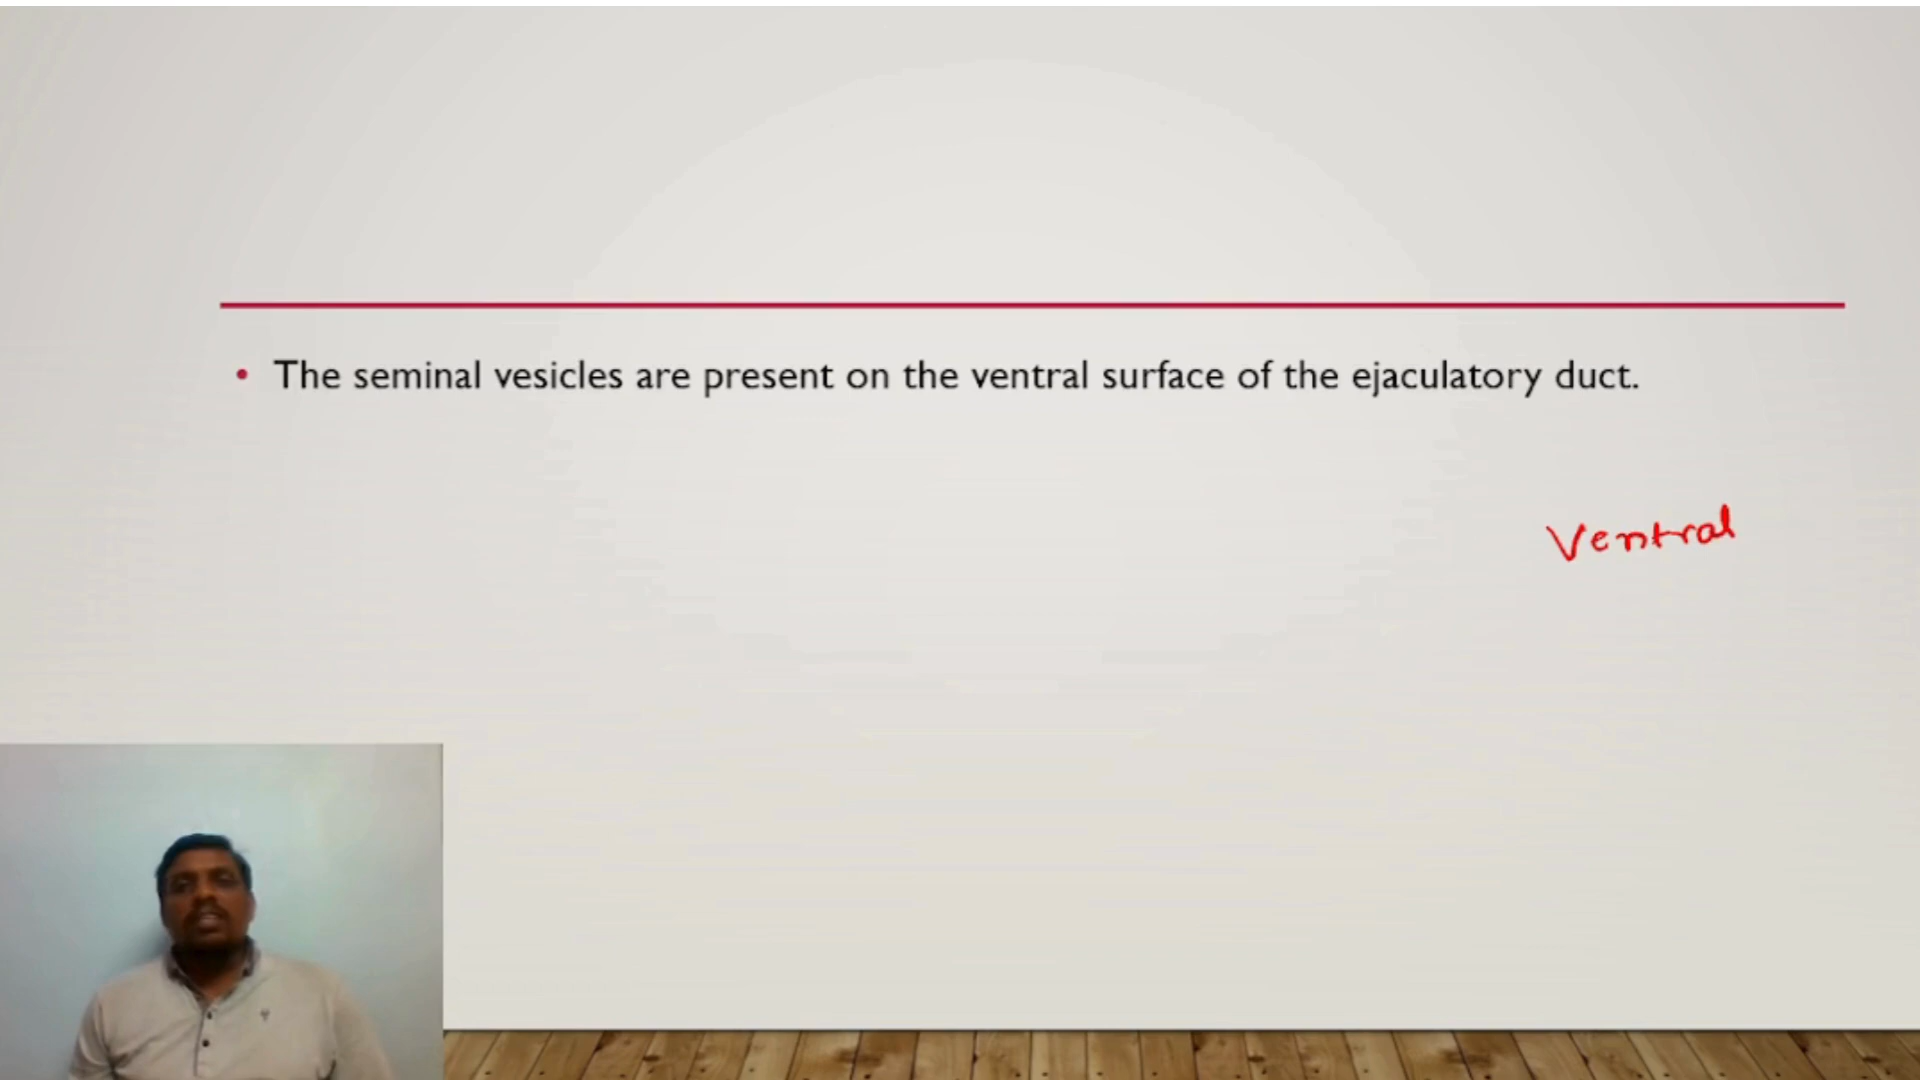 • The seminal vesicles are present on the ventral surface of the ejaculatory duct.
Ventral